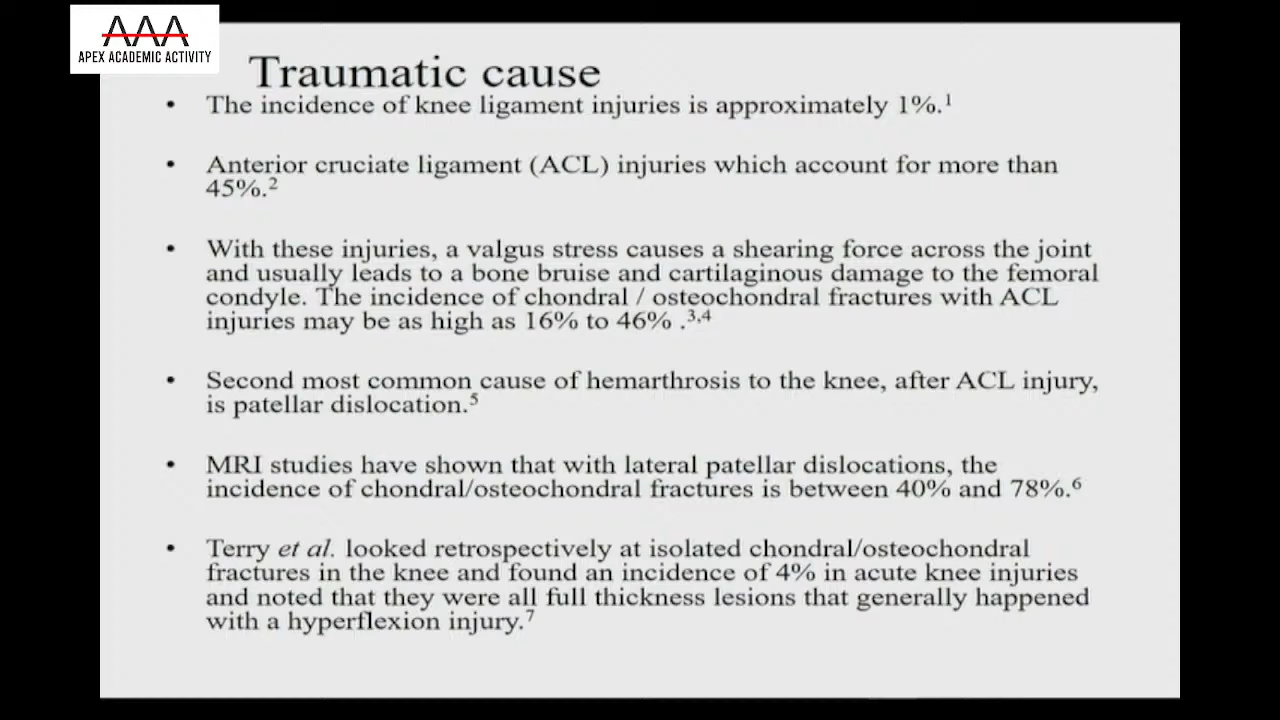 AAA
APEX ACADEMIC ACTIVITY
Traumatic cause
• The incidence of knee ligament injuries is approximately 1%.¹
• Anterior cruciate ligament (ACL) injuries which account for more than
45%.²
• With these injuries, a valgus stress causes a shearing force across the joint
and usually leads to a bone bruise and cartilaginous damage to the femoral
condyle. The incidence of chondral / osteochondral fractures with ACL
injuries may be as high as 16% to 46% .³,⁴
• Second most common cause of hemarthrosis to the knee, after ACL injury,
is patellar dislocation.⁵
• MRI studies have shown that with lateral patellar dislocations, the
incidence of chondral/osteochondral fractures is between 40% and 78%.⁶
• Terry et al. looked retrospectively at isolated chondral/osteochondral
fractures in the knee and found an incidence of 4% in acute knee injuries
and noted that they were all full thickness lesions that generally happened
with a hyperflexion injury.⁷